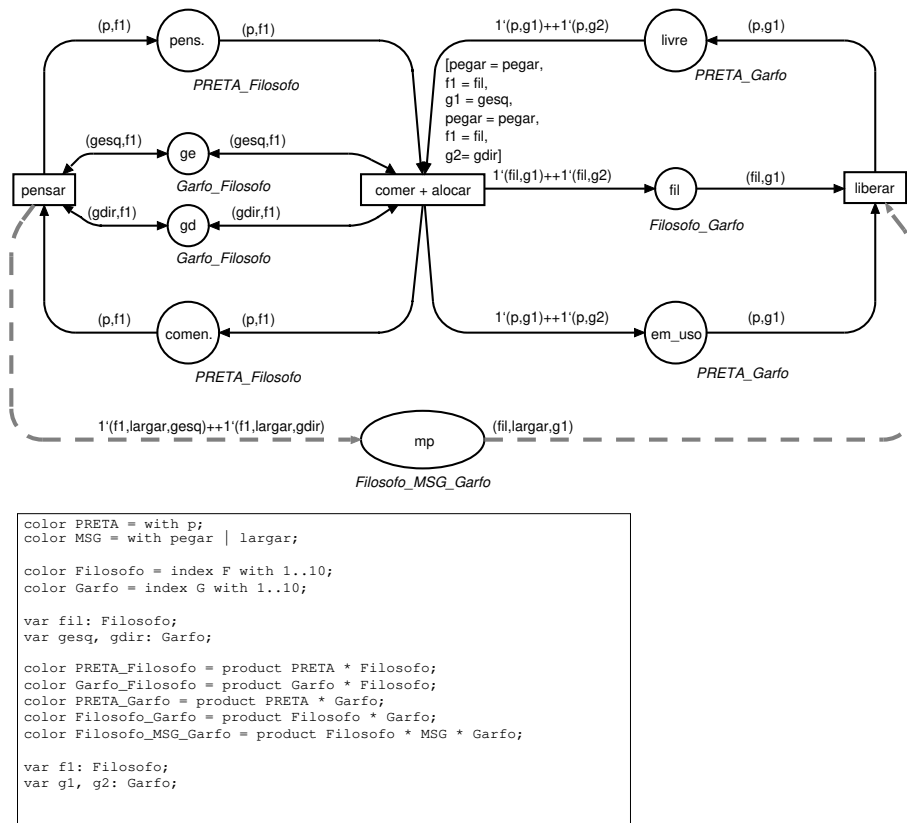 (p,f1)
pens.
(p,f1)
PRETA_Filosofo
1'(p,g1)++1'(p,g2)
livre
(p,g1)
PRETA_Garfo
[pegar = pegar,
f1 = fil,
g1 = gesq,
pegar = pegar,
f1 = fil,
g2= gdir]
(gesq,f1)
ge
(gesq,f1)
Garfo_Filosofo
pensar
comer + alocar
1'(fil,g1)++1'(fil,g2)
fil
(fil,g1)
liberar
Filosofo_Garfo
(gdir,f1)
gd
(gdir,f1)
Garfo_Filosofo
(p,f1)
comen.
(p,f1)
PRETA_Filosofo
1'(p,g1)++1'(p,g2)
em_uso
(p,g1)
PRETA_Garfo
1'(f1,largar,gesq)++1'(f1,largar,gdir)
mp
(fil,largar,g1)
Filosofo_MSG_Garfo
color PRETA = with p;
color MSG = with pegar | largar;
color Filosofo = index F with 1..10;
color Garfo = index G with 1..10;
var fil: Filosofo;
var gesq, gdir: Garfo;
color PRETA_Filosofo = product PRETA * Filosofo;
color Garfo_Filosofo = product Garfo * Filosofo;
color PRETA_Garfo = product PRETA * Garfo;
color Filosofo_Garfo = product Filosofo * Garfo;
color Filosofo_MSG_Garfo = product Filosofo * MSG * Garfo;
var f1: Filosofo;
var g1, g2: Garfo;